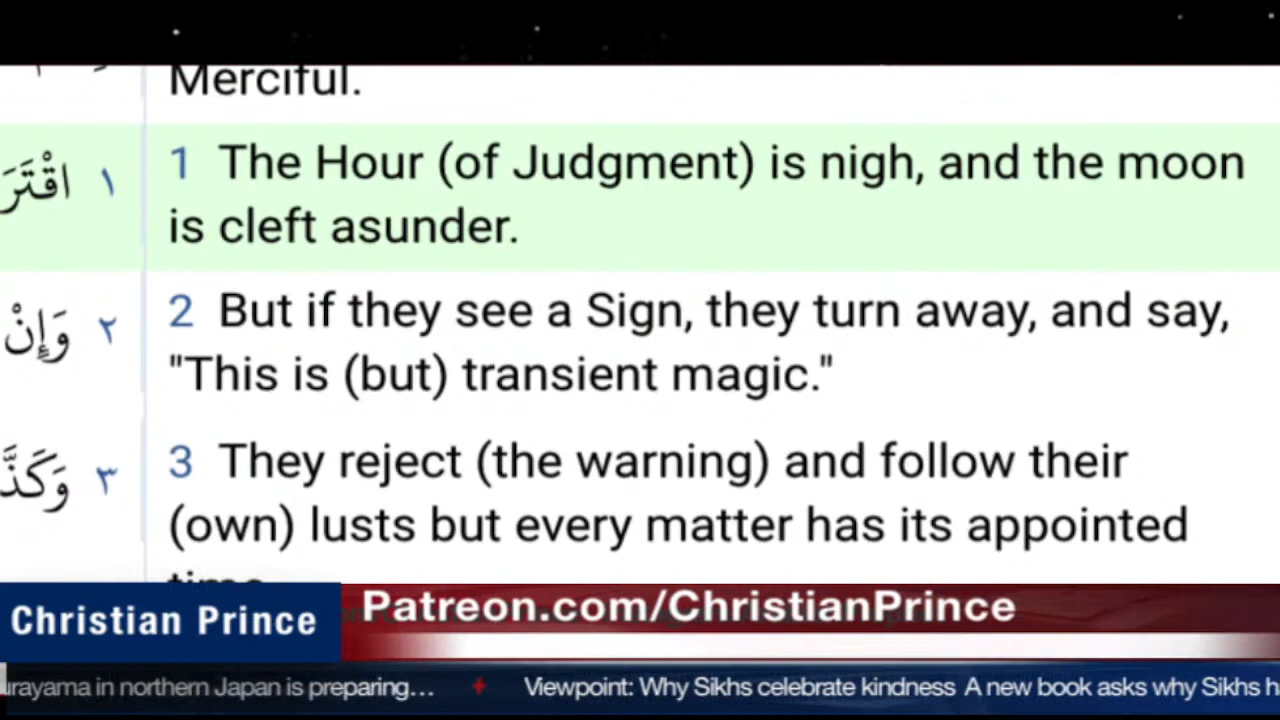 Merciful.
١ اقْتَرَ
1 The Hour (of Judgment) is nigh, and the moon
is cleft asunder.
٢ وَإِنْ
2 But if they see a Sign, they turn away, and say,
"This is (but) transient magic."
٣ وَكَذَّ
3 They reject (the warning) and follow their
(own) lusts but every matter has its appointed
time.
Christian Prince
Patreon.com/ChristianPrince
urayama in northern Japan is preparing... Viewpoint: Why Sikhs celebrate kindness A new book asks why Sikhs h